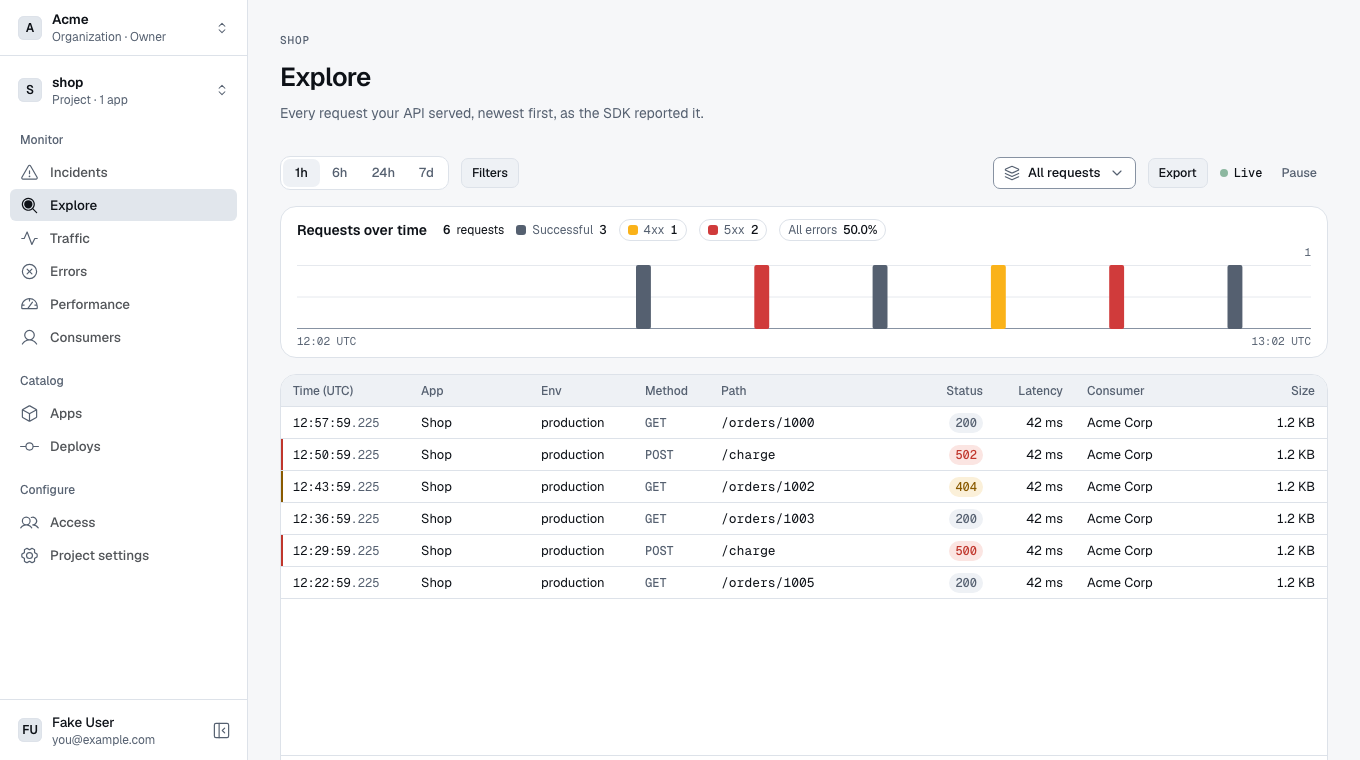 A
Acme
Organization · Owner
S
shop
Project · 1 app
Monitor
Incidents
Explore
Traffic
Errors
Performance
Consumers
Catalog
Apps
Deploys
Configure
Access
Project settings
FU
Fake User
you@example.com
SHOP
Explore
Every request your API served, newest first, as the SDK reported it.
1h 6h 24h 7d Filters All requests Export Live Pause
Requests over time 6 requests Successful 3 4xx 1 5xx 2 All errors 50.0%
1
12:02 UTC 13:02 UTC
Time (UTC) App Env Method Path Status Latency Consumer Size
12:57:59.225 Shop production GET /orders/1000 200 42 ms Acme Corp 1.2 KB
12:50:59.225 Shop production POST /charge 502 42 ms Acme Corp 1.2 KB
12:43:59.225 Shop production GET /orders/1002 404 42 ms Acme Corp 1.2 KB
12:36:59.225 Shop production GET /orders/1003 200 42 ms Acme Corp 1.2 KB
12:29:59.225 Shop production POST /charge 500 42 ms Acme Corp 1.2 KB
12:22:59.225 Shop production GET /orders/1005 200 42 ms Acme Corp 1.2 KB